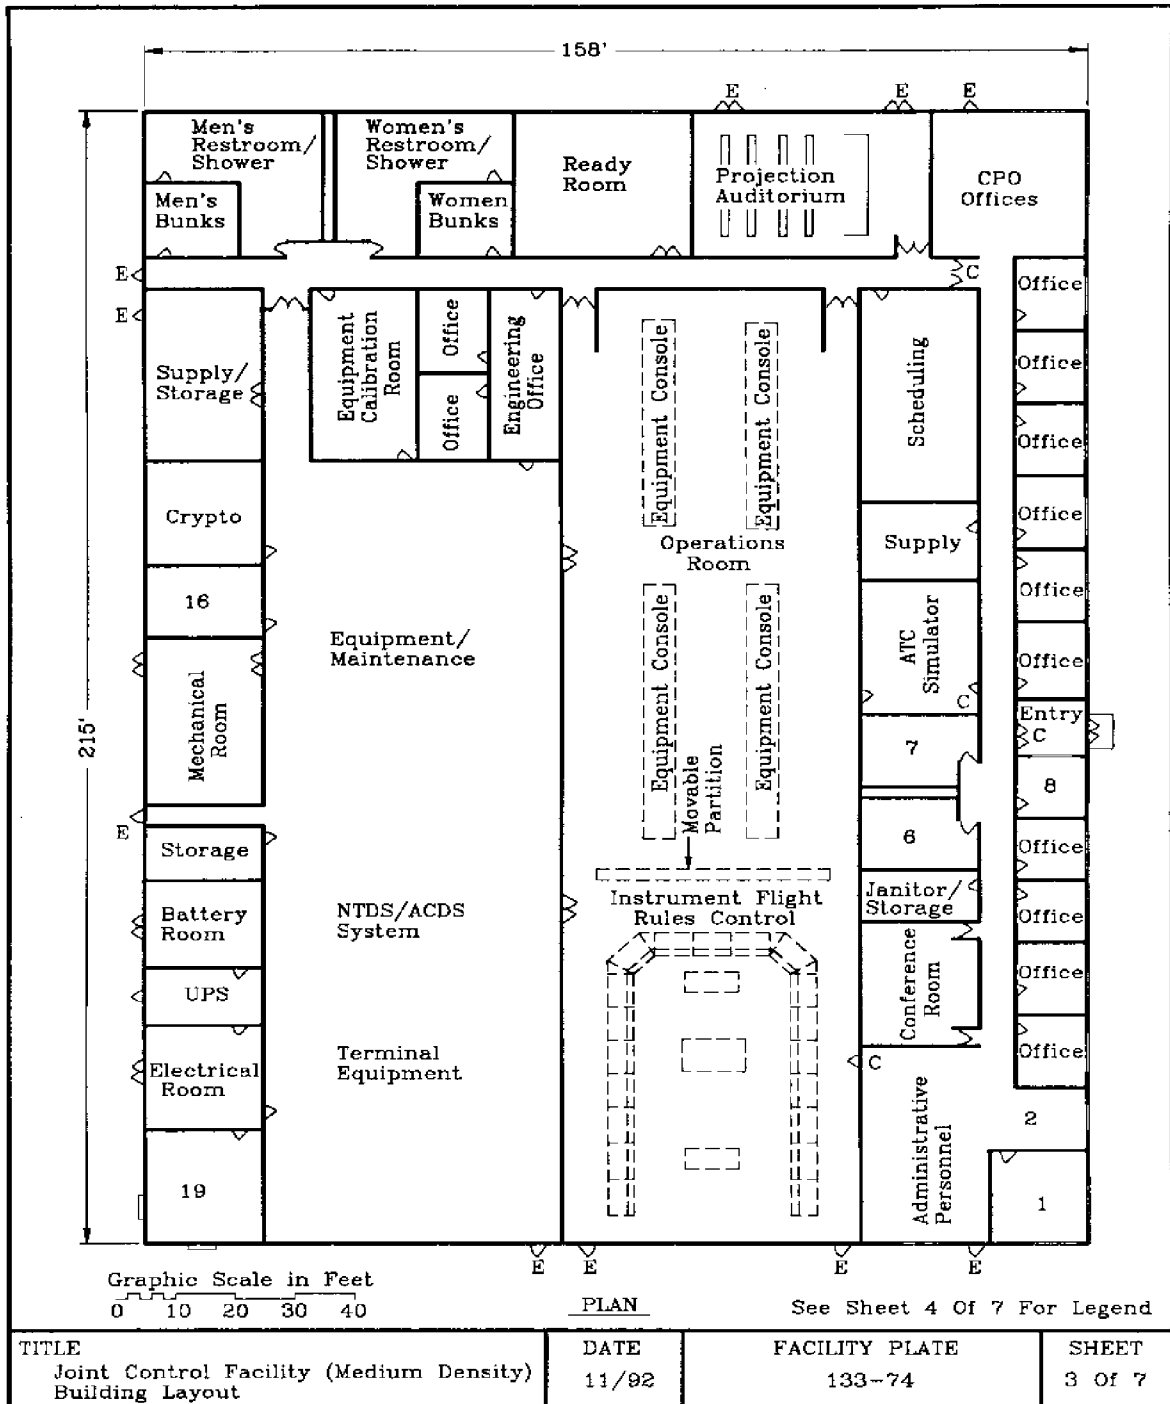 158'
E
E
E
Men's
Restroom/
Shower
Women's
Restroom/
Shower
Ready
Room
Projection
Auditorium
CPO
Offices
Men's
Bunks
Women
Bunks
E
C
Office
E
Supply/
Storage
Equipment
Calibration
Room
Office
Office
Engineering
Office
Equipment Console
Equipment Console
Scheduling
Office
Office
Crypto
Office
Operations
Room
Supply
16
Office
Equipment/
Maintenance
Equipment Console
Equipment Console
ATC
Simulator
C
Office
Mechanical
Room
Entry
C
215'
7
8
Movable
Partition
E
Storage
6
Office
Instrument Flight
Rules Control
Janitor/
Storage
Battery
Room
NTDS/ACDS
System
Office
Conference
Room
Office
UPS
Terminal
Equipment
C
Office
Electrical
Room
2
Administrative
Personnel
19
1
E
E
E
E
Graphic Scale in Feet
0 10 20 30 40
PLAN
See Sheet 4 Of 7 For Legend
TITLE
Joint Control Facility (Medium Density)
Building Layout
DATE
11/92
FACILITY PLATE
133-74
SHEET
3 Of 7